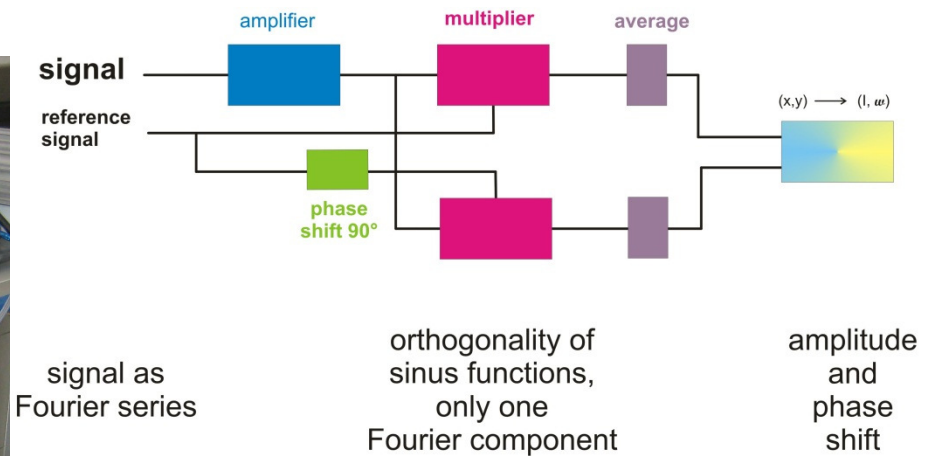 amplifier
multiplier
average
signal
reference
signal
(x,y) ⟶ (I, 𝝋)
phase
shift 90°
signal as
Fourier series
orthogonality of
sinus functions,
only one
Fourier component
amplitude
and
phase
shift